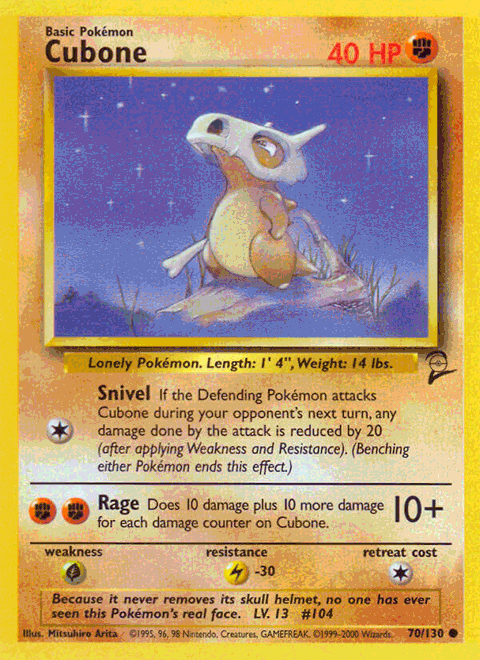 Basic Pokémon
Cubone 40 HP
Lonely Pokémon. Length: 1' 4", Weight: 14 lbs.
Snivel If the Defending Pokémon attacks
Cubone during your opponent's next turn, any
damage done by the attack is reduced by 20
(after applying Weakness and Resistance). (Benching
either Pokémon ends this effect.)
Rage Does 10 damage plus 10 more damage 10+
for each damage counter on Cubone.
weakness resistance retreat cost
-30
Because it never removes its skull helmet, no one has ever
seen this Pokémon's real face. LV. 13 #104
Illus. Mitsuhiro Arita ©1995, 96, 98 Nintendo, Creatures, GAMEFREAK. ©1999-2000 Wizards. 70/130